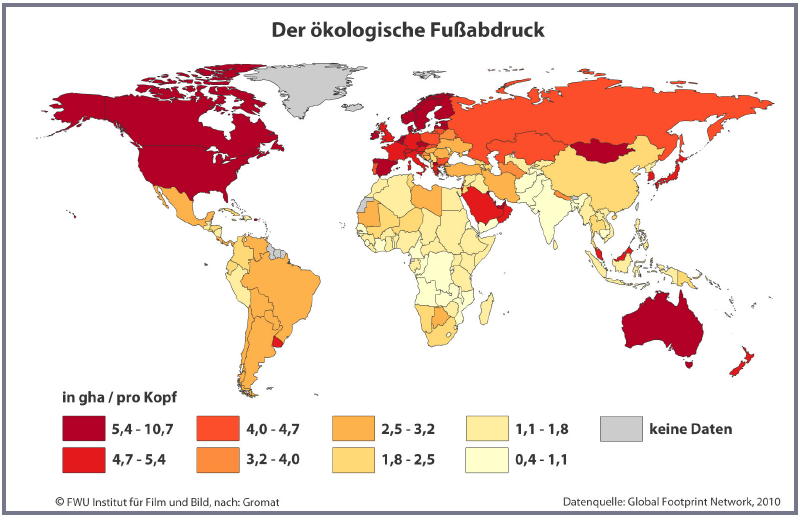 Der ökologische Fußabdruck
in gha / pro Kopf
5,4 - 10,7
4,0 - 4,7
2,5 - 3,2
1,1 - 1,8
keine Daten
4,7 - 5,4
3,2 - 4,0
1,8 - 2,5
0,4 - 1,1
© FWU Institut für Film und Bild, nach: Gromat
Datenquelle: Global Footprint Network, 2010